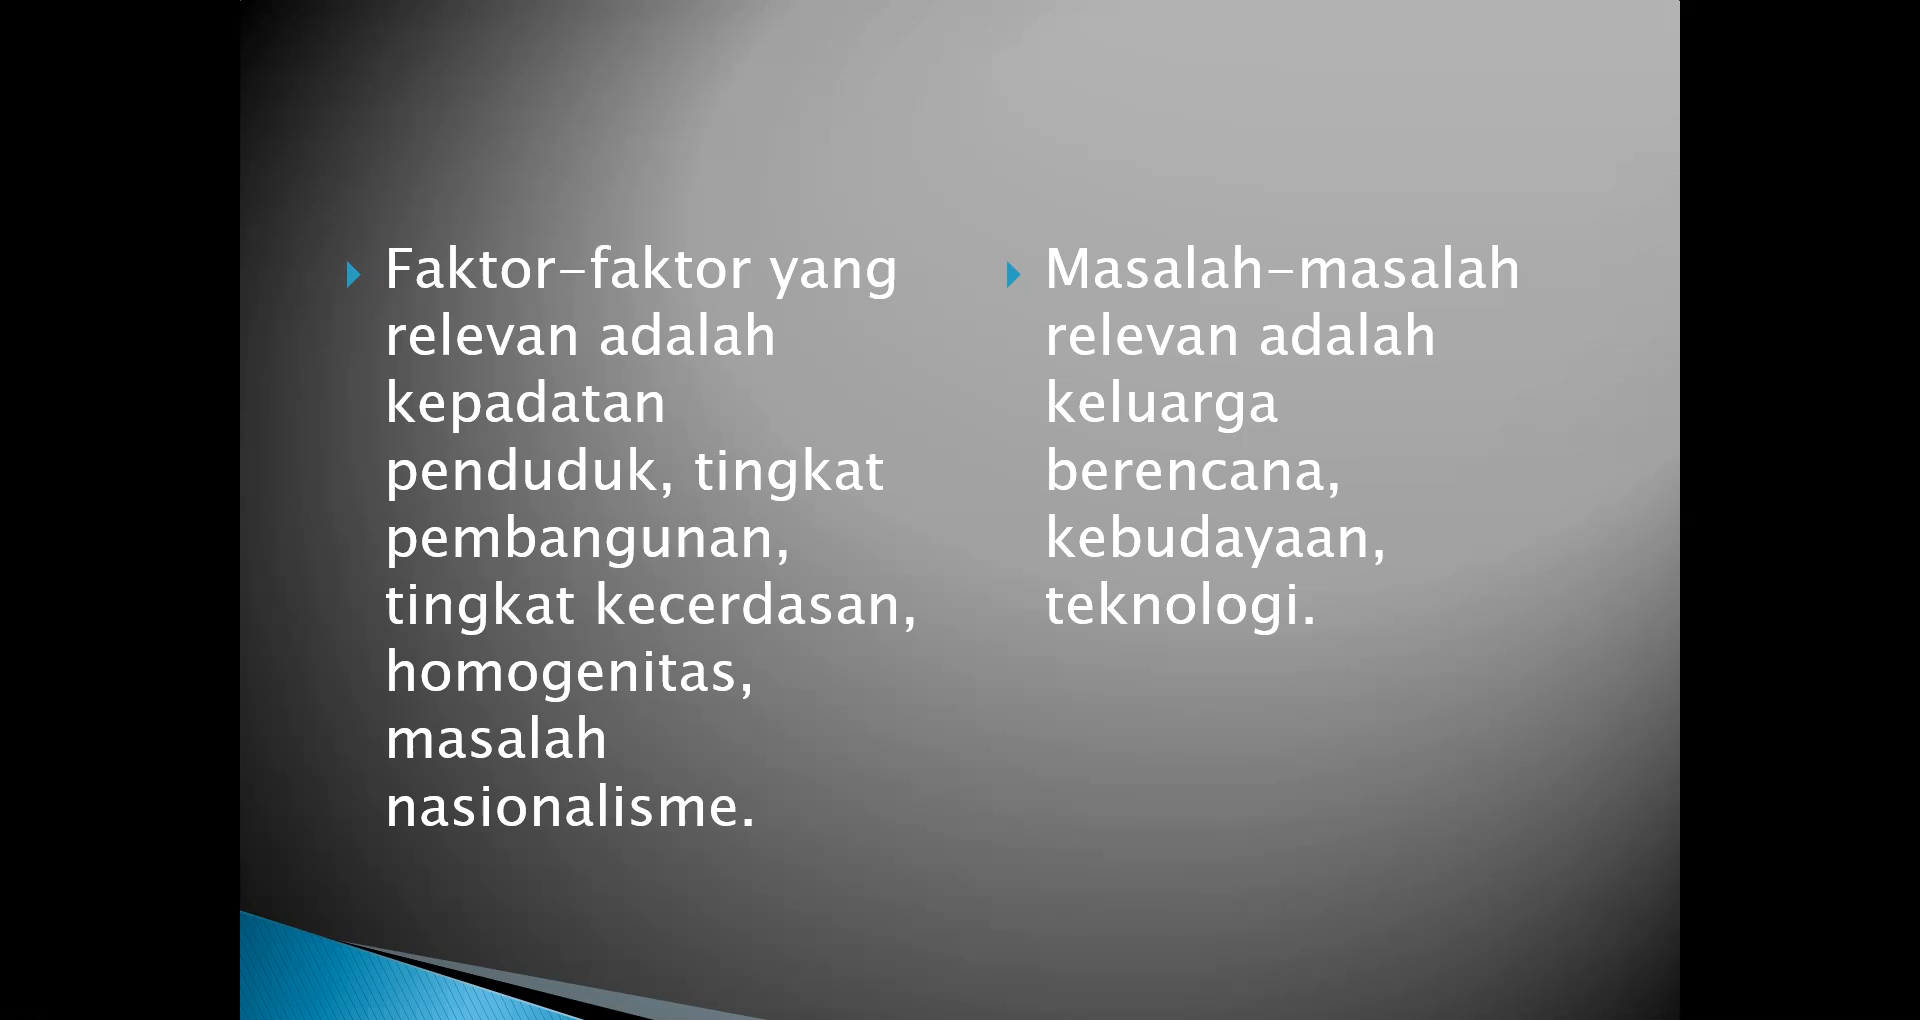 Faktor-faktor yang
relevan adalah
kepadatan
penduduk, tingkat
pembangunan,
tingkat kecerdasan,
homogenitas,
masalah
nasionalisme.
Masalah-masalah
relevan adalah
keluarga
berencana,
kebudayaan,
teknologi.